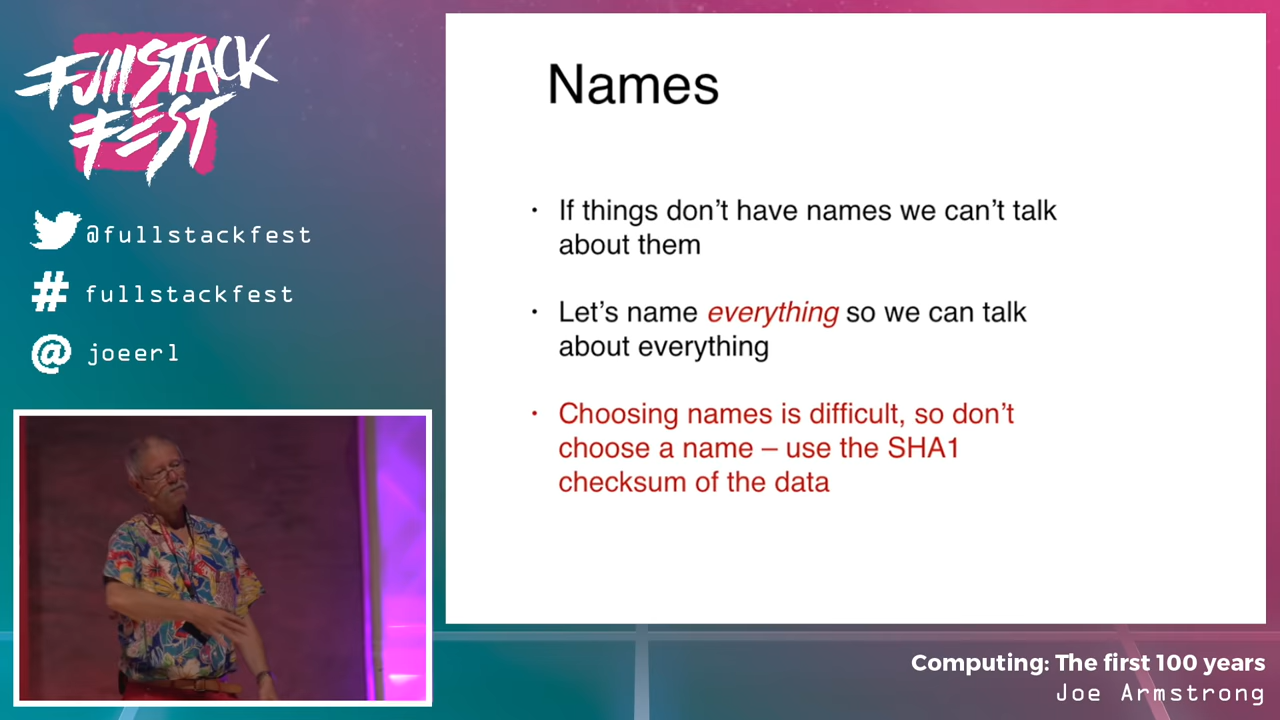 FullSTACK
FEST
@fullstackfest
# fullstackfest
@ joeerl
Names
• If things don’t have names we can’t talk
about them
• Let’s name everything so we can talk
about everything
• Choosing names is difficult, so don’t
choose a name – use the SHA1
checksum of the data
Computing: The first 100 years
Joe Armstrong